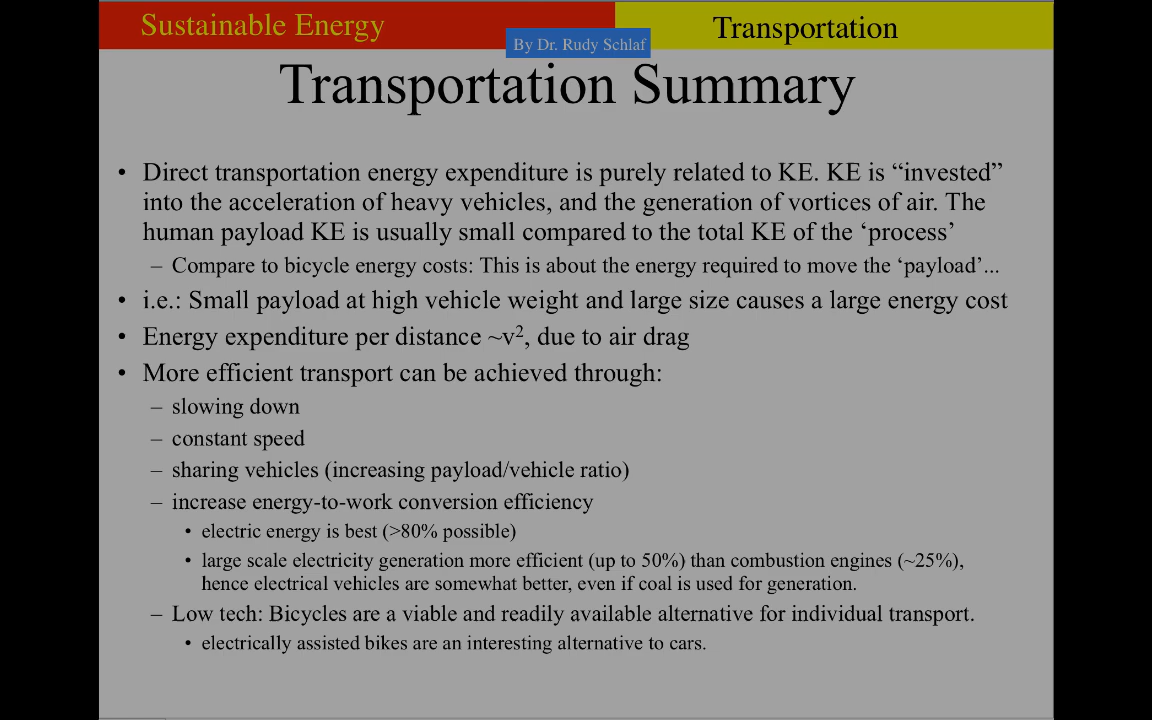 Sustainable Energy
Transportation
By Dr. Rudy Schlaf
Transportation Summary
• Direct transportation energy expenditure is purely related to KE. KE is “invested”
into the acceleration of heavy vehicles, and the generation of vortices of air. The
human payload KE is usually small compared to the total KE of the ‘process’
– Compare to bicycle energy costs: This is about the energy required to move the ‘payload’...
• i.e.: Small payload at high vehicle weight and large size causes a large energy cost
• Energy expenditure per distance ~v², due to air drag
• More efficient transport can be achieved through:
– slowing down
– constant speed
– sharing vehicles (increasing payload/vehicle ratio)
– increase energy-to-work conversion efficiency
• electric energy is best (>80% possible)
• large scale electricity generation more efficient (up to 50%) than combustion engines (~25%),
hence electrical vehicles are somewhat better, even if coal is used for generation.
– Low tech: Bicycles are a viable and readily available alternative for individual transport.
• electrically assisted bikes are an interesting alternative to cars.